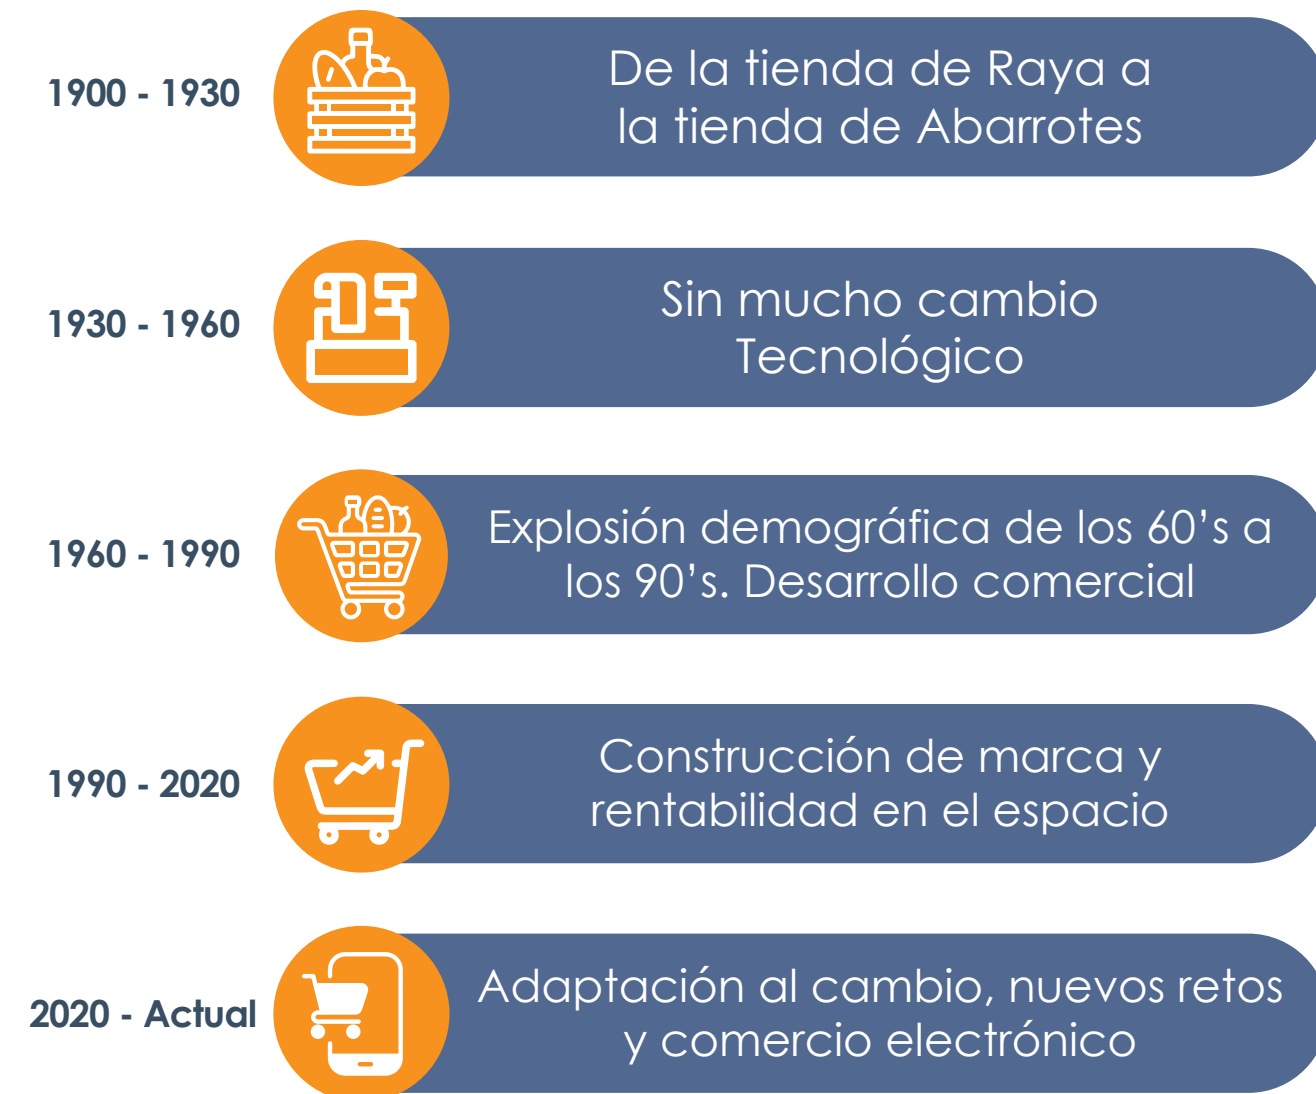 1900 - 1930
De la tienda de Raya a
la tienda de Abarrotes
1930 - 1960
Sin mucho cambio
Tecnológico
1960 - 1990
Explosión demográfica de los 60’s a
los 90’s. Desarrollo comercial
1990 - 2020
Construcción de marca y
rentabilidad en el espacio
2020 - Actual
Adaptación al cambio, nuevos retos
y comercio electrónico